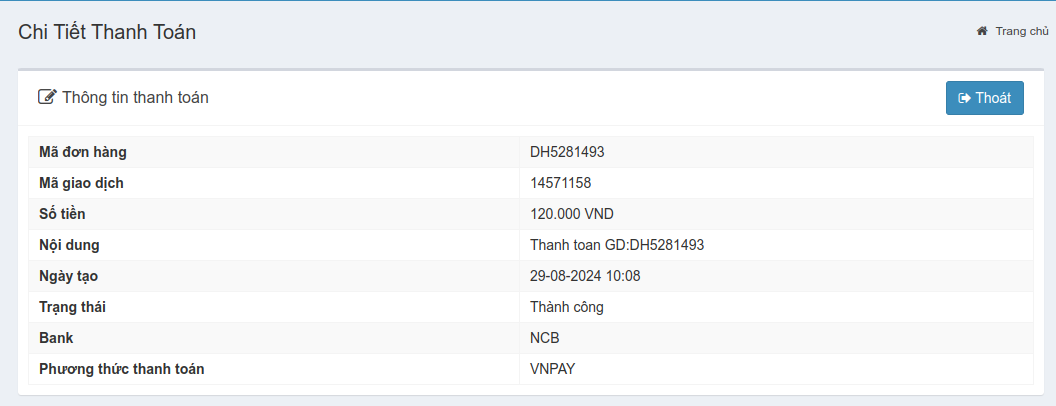 Chi Tiết Thanh Toán
Trang chủ
Thông tin thanh toán
Thoát
Mã đơn hàng DH5281493
Mã giao dịch 14571158
Số tiền 120.000 VND
Nội dung Thanh toan GD:DH5281493
Ngày tạo 29-08-2024 10:08
Trạng thái Thành công
Bank NCB
Phương thức thanh toán VNPAY